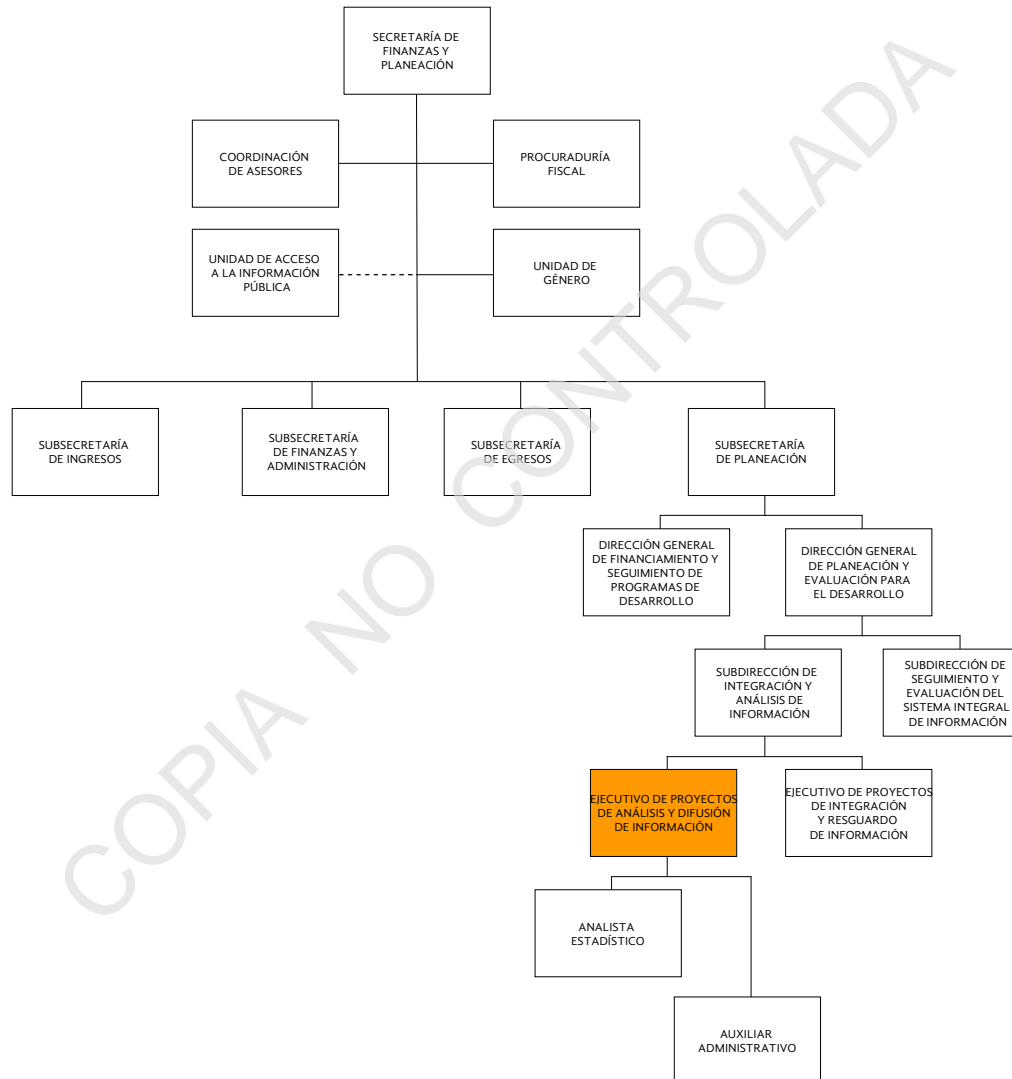 SECRETARÍA DE
FINANZAS Y
PLANEACIÓN
COORDINACIÓN
DE ASESORES
PROCURADURÍA
FISCAL
UNIDAD DE ACCESO
A LA INFORMACIÓN
PÚBLICA
UNIDAD DE
GÉNERO
SUBSECRETARÍA
DE INGRESOS
SUBSECRETARÍA
DE FINANZAS Y
ADMINISTRACIÓN
SUBSECRETARÍA
DE EGRESOS
SUBSECRETARÍA
DE PLANEACIÓN
DIRECCIÓN GENERAL
DE FINANCIAMIENTO Y
SEGUIMIENTO DE
PROGRAMAS DE
DESARROLLO
DIRECCIÓN GENERAL
DE PLANEACIÓN Y
EVALUACIÓN PARA
EL DESARROLLO
SUBDIRECCIÓN DE
INTEGRACIÓN Y
ANÁLISIS DE
INFORMACIÓN
SUBDIRECCIÓN DE
SEGUIMIENTO Y
EVALUACIÓN DEL
SISTEMA INTEGRAL
DE INFORMACIÓN
EJECUTIVO DE PROYECTOS
DE ANÁLISIS Y DIFUSIÓN
DE INFORMACIÓN
EJECUTIVO DE PROYECTOS
DE INTEGRACIÓN
Y RESGUARDO
DE INFORMACIÓN
ANALISTA
ESTADÍSTICO
AUXILIAR
ADMINISTRATIVO
COPIA NO CONTROLADA